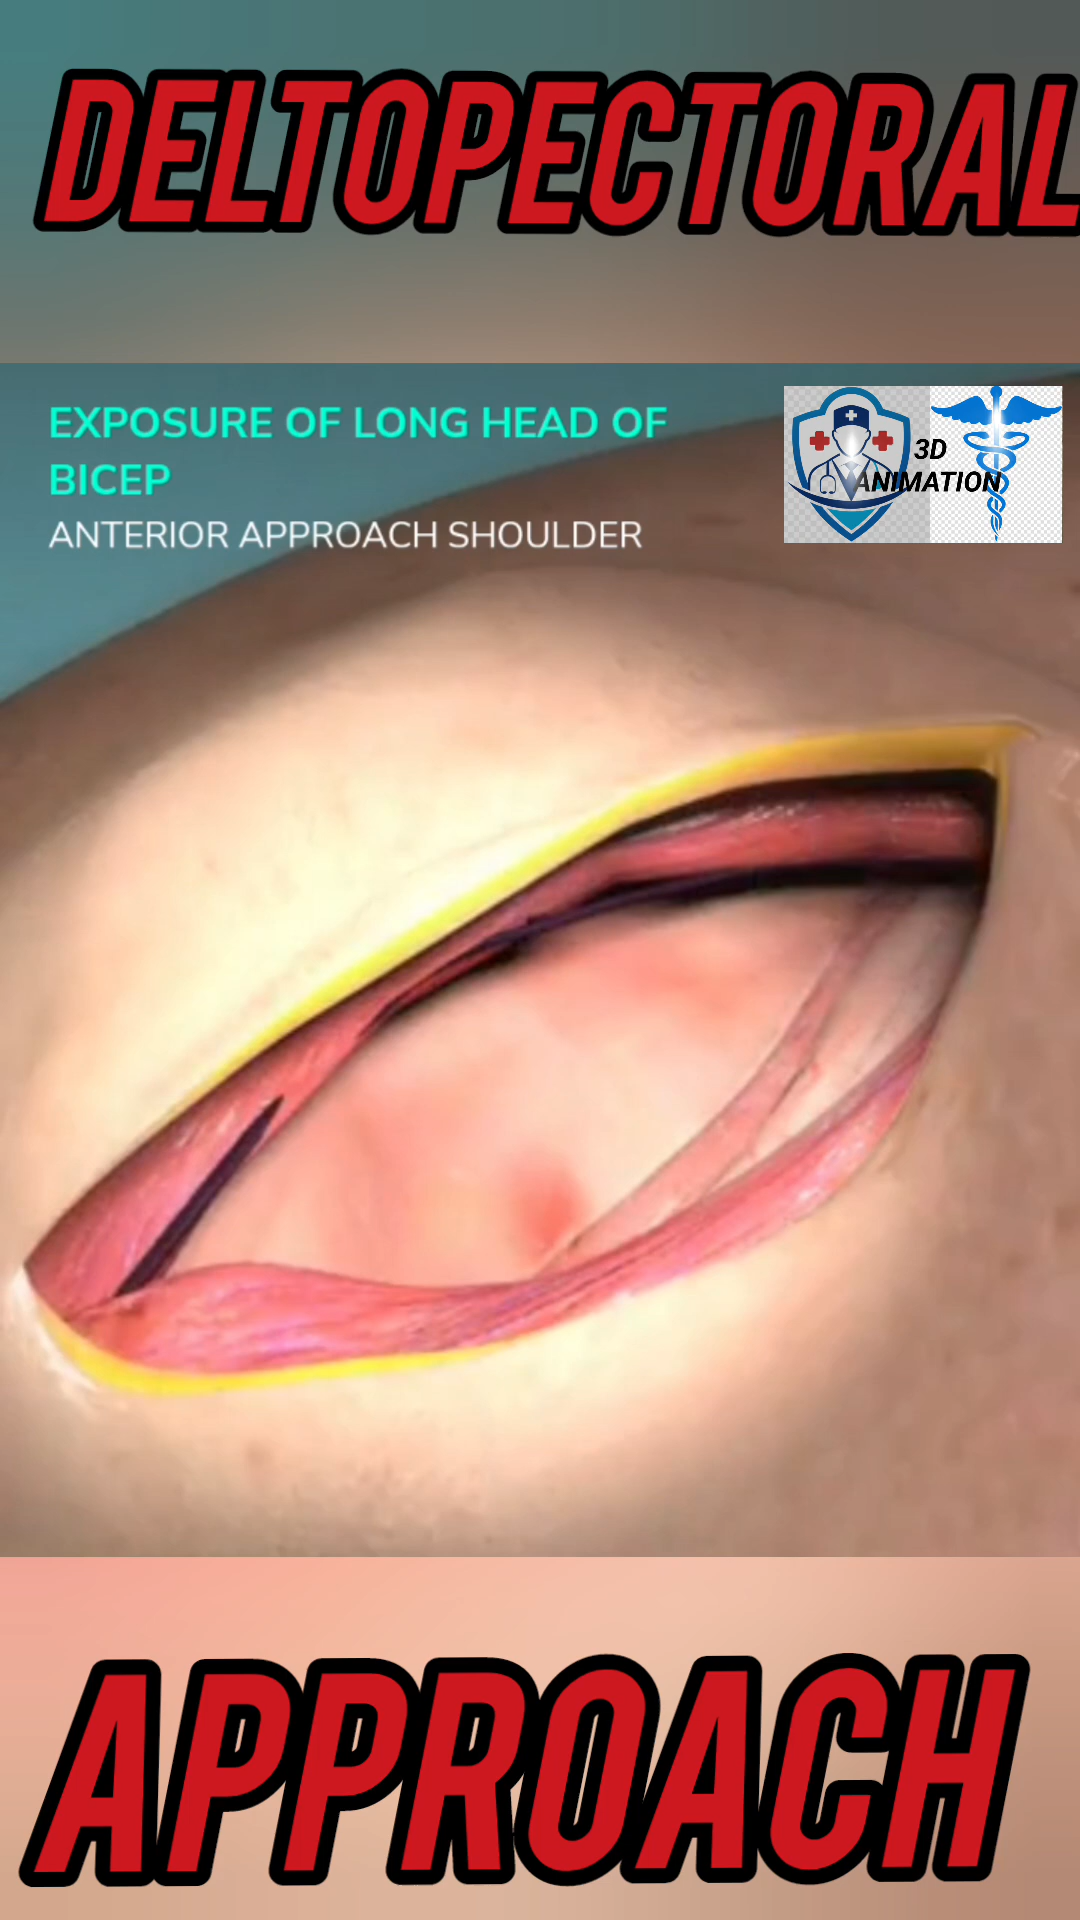 DELTOPECTORAL
EXPOSURE OF LONG HEAD OF
BICEP
ANTERIOR APPROACH SHOULDER
3D
ANIMATION
APPROACH